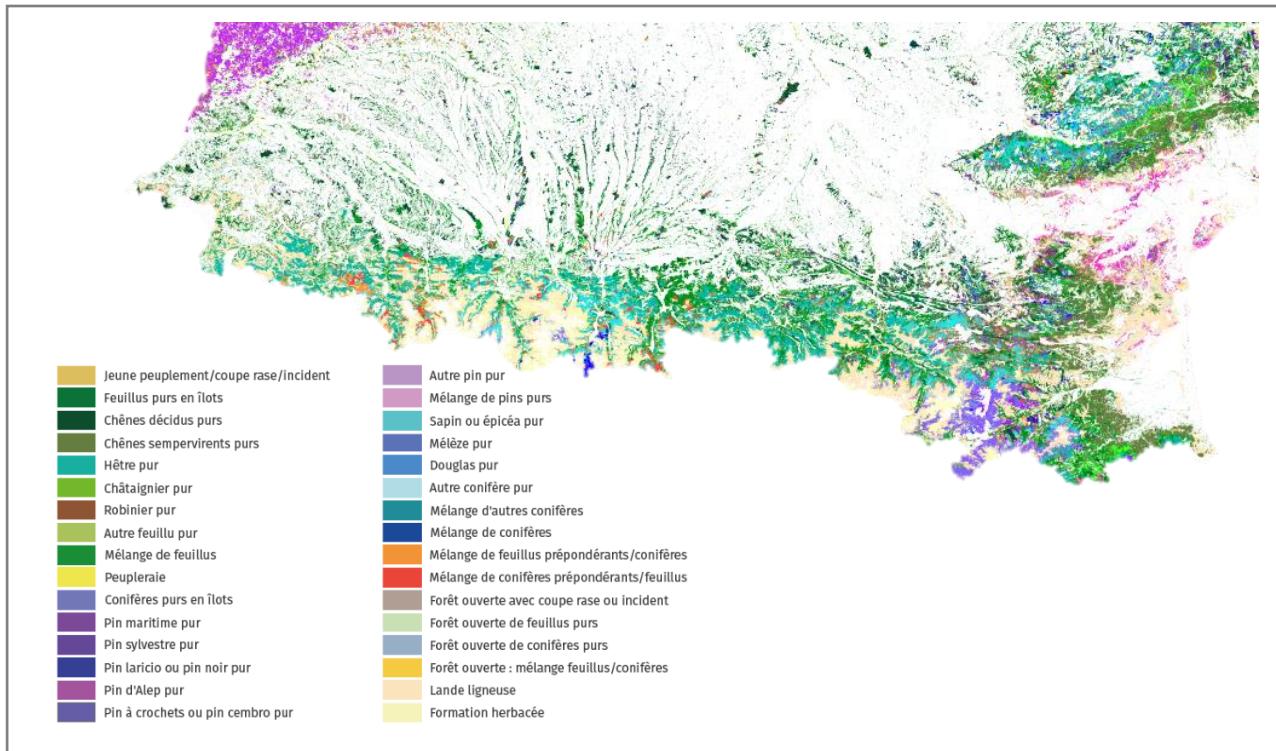 Jeune peuplement/coupe rase/incident
Feuillus purs en îlots
Chênes décidus purs
Chênes sempervirents purs
Hêtre pur
Châtaignier pur
Robinier pur
Autre feuillu pur
Mélange de feuillus
Peupleraie
Conifères purs en îlots
Pin maritime pur
Pin sylvestre pur
Pin laricio ou pin noir pur
Pin d'Alep pur
Pin à crochets ou pin cembro pur
Autre pin pur
Mélange de pins purs
Sapin ou épicéa pur
Mélèze pur
Douglas pur
Autre conifère pur
Mélange d'autres conifères
Mélange de conifères
Mélange de feuillus prépondérants/conifères
Mélange de conifères prépondérants/feuillus
Forêt ouverte avec coupe rase ou incident
Forêt ouverte de feuillus purs
Forêt ouverte de conifères purs
Forêt ouverte : mélange feuillus/conifères
Lande ligneuse
Formation herbacée